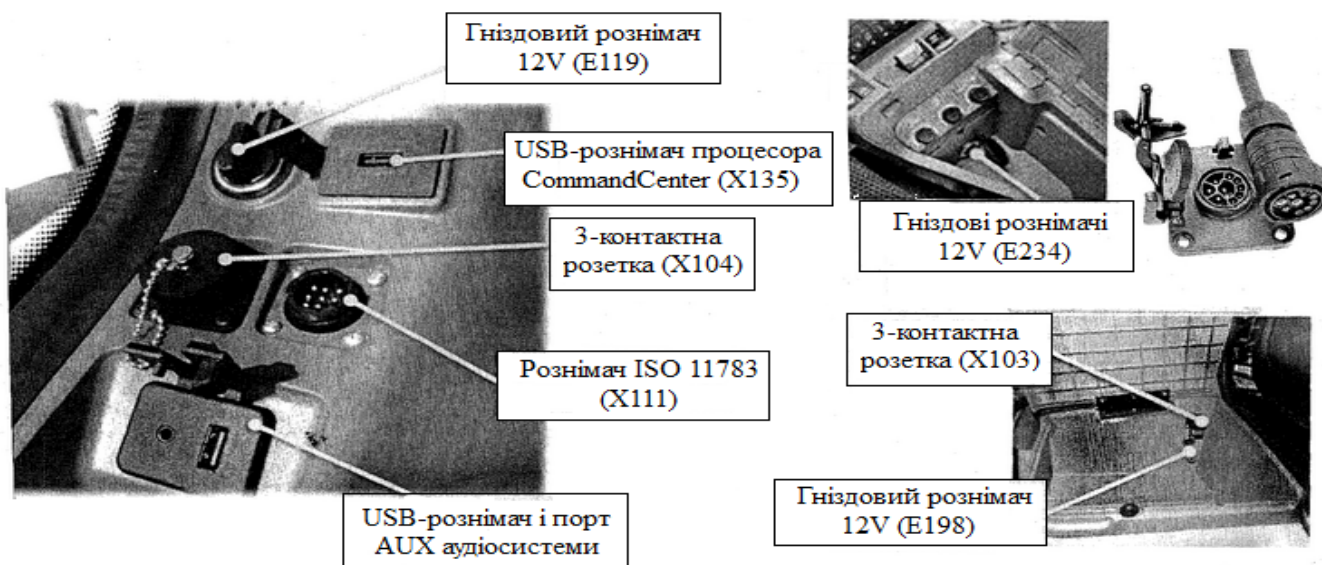 Гніздовий рознімач
12V (E119)
USB-рознімач процесора
CommandCenter (X135)
3-контактна
розетка (X104)
Рознімач ISO 11783
(X111)
USB-рознімач і порт
AUX аудіосистеми
Гніздові рознімачі
12V (E234)
3-контактна
розетка (X103)
Гніздовий рознімач
12V (E198)